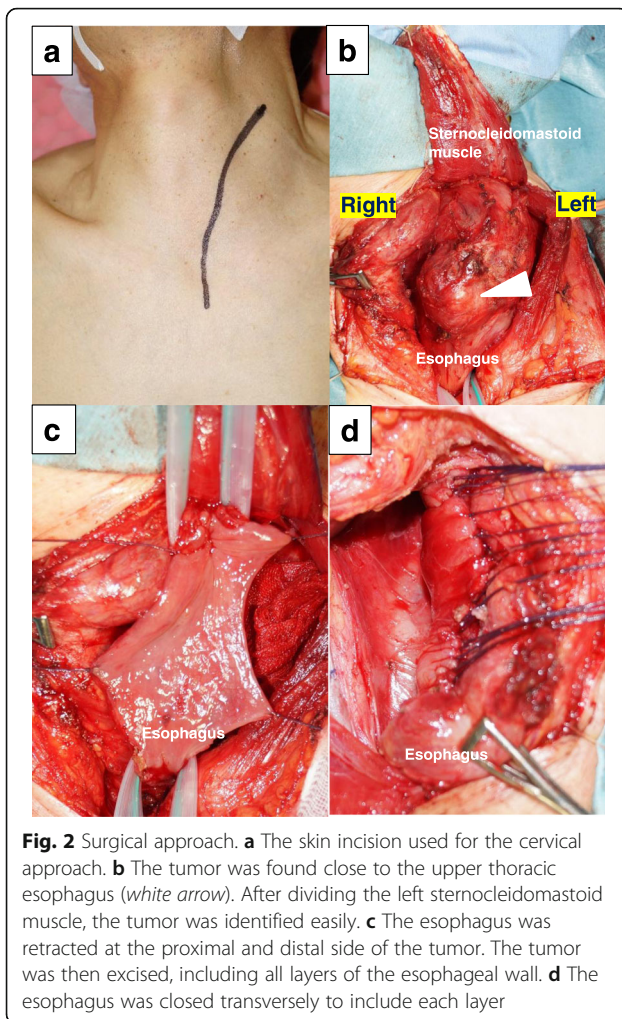 a
b
Sternocleidomastoid
muscle
Right
Left
Esophagus
c
d
Esophagus
Esophagus
Fig. 2 Surgical approach. a The skin incision used for the cervical
approach. b The tumor was found close to the upper thoracic
esophagus (white arrow). After dividing the left sternocleidomastoid
muscle, the tumor was identified easily. c The esophagus was
retracted at the proximal and distal side of the tumor. The tumor
was then excised, including all layers of the esophageal wall. d The
esophagus was closed transversely to include each layer